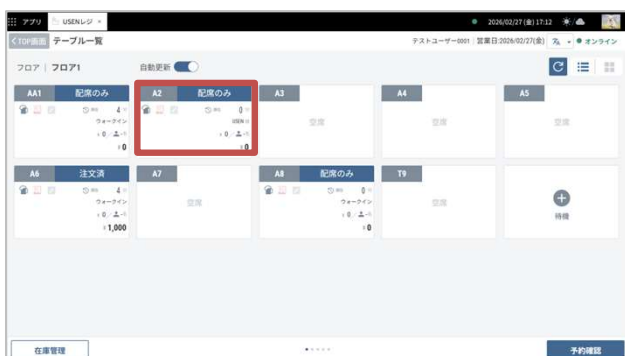 アプリ USENレジ ×
2026/02/27(金) 17:12
<TOP画面 テーブル一覧 テストユーザー0001 営業日:2026/02/27(金) オンライン
フロア | フロア1 自動更新
AA1 配席のみ A2 配席のみ A3 A4 A5
4 0
ウォークイン USEN
空席 空席 空席
0 0
0 0
A6 注文済 A7 A8 配席のみ T9
4 0
ウォークイン ウォークイン
空席 空席
0 0
1,000 0
待機
在庫管理 予約確認